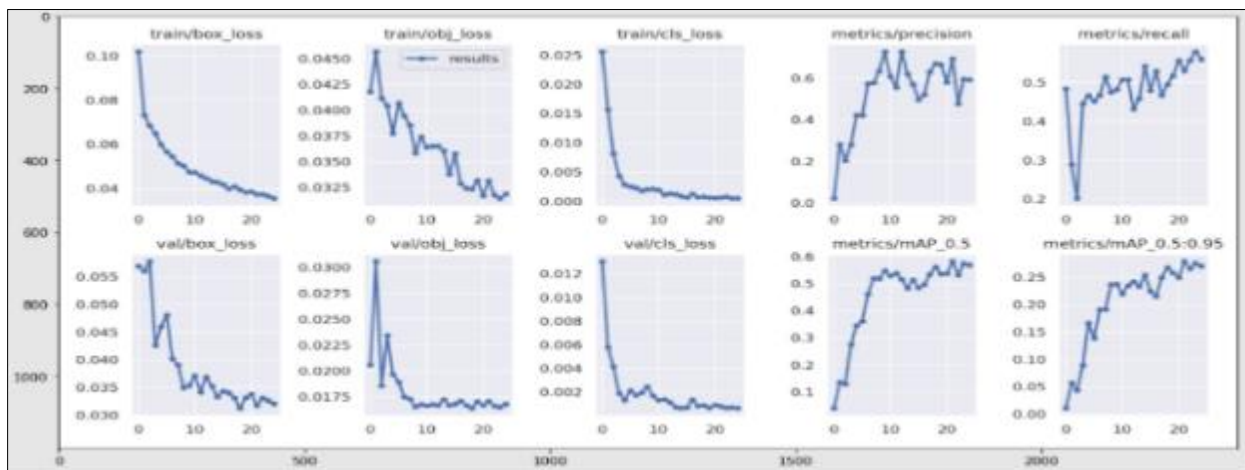 0
200
400
600
800
1000
train/box_loss
0.10
0.08
0.06
0.04
0 10 20
train/obj_loss
results
0.0450
0.0425
0.0400
0.0375
0.0350
0.0325
0 10 20
train/cls_loss
0.025
0.020
0.015
0.010
0.005
0.000
0 10 20
metrics/precision
0.6
0.4
0.2
0.0
0 10 20
metrics/recall
0.5
0.4
0.3
0.2
0 10 20
val/box_loss
0.055
0.050
0.045
0.040
0.035
0.030
0 10 20
val/obj_loss
0.0300
0.0275
0.0250
0.0225
0.0200
0.0175
0 10 20
val/cls_loss
0.012
0.010
0.008
0.006
0.004
0.002
0 10 20
metrics/mAP_0.5
0.6
0.5
0.4
0.3
0.2
0.1
0 10 20
metrics/mAP_0.5:0.95
0.25
0.20
0.15
0.10
0.05
0.00
0 10 20
0 500 1000 1500 2000